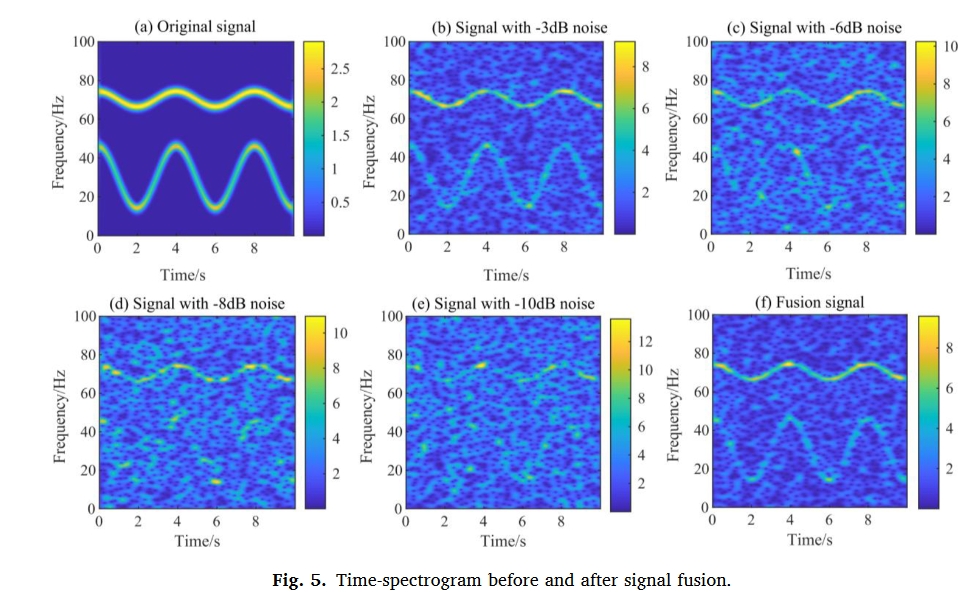 (a) Original signal
100
80
60
40
20
0
0 2 4 6 8
2.5
2
1.5
1
0.5
Frequency/Hz
Time/s
(b) Signal with -3dB noise
100
80
60
40
20
0
0 2 4 6 8
8
6
4
2
Frequency/Hz
Time/s
(c) Signal with -6dB noise
100
80
60
40
20
0
0 2 4 6 8
10
8
6
4
2
Frequency/Hz
Time/s
(d) Signal with -8dB noise
100
80
60
40
20
0
0 2 4 6 8
10
8
6
4
2
Frequency/Hz
Time/s
(e) Signal with -10dB noise
100
80
60
40
20
0
0 2 4 6 8
12
10
8
6
4
2
Frequency/Hz
Time/s
(f) Fusion signal
100
80
60
40
20
0
0 2 4 6 8
8
6
4
2
Frequency/Hz
Time/s
Fig. 5. Time-spectrogram before and after signal fusion.